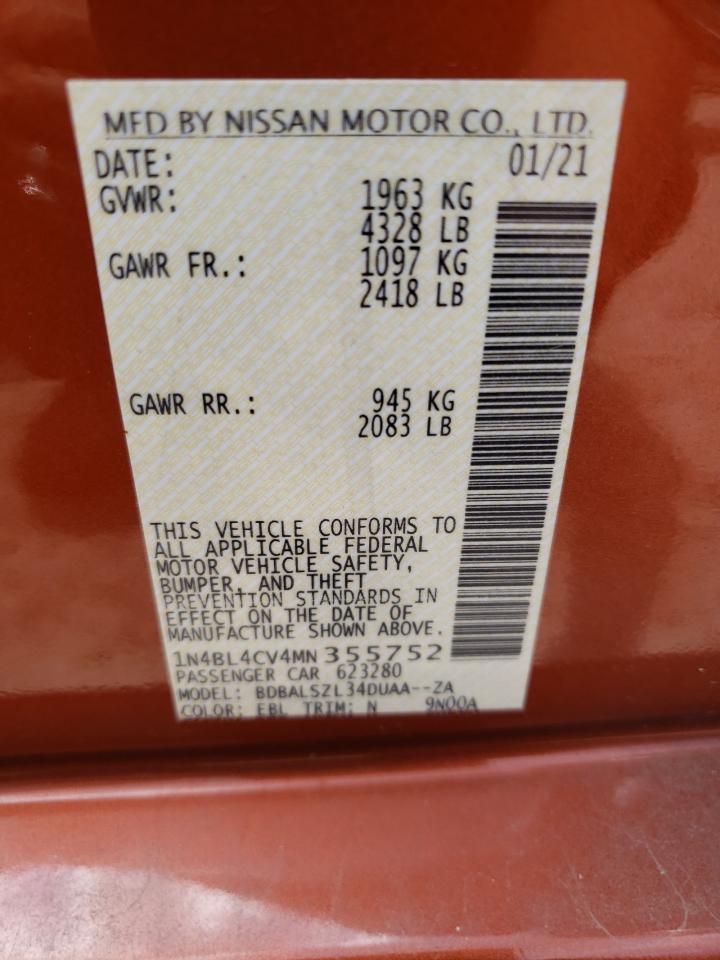 MFD BY NISSAN MOTOR CO., LTD.
DATE: 01/21
GVWR: 1963 KG
4328 LB
GAWR FR.: 1097 KG
2418 LB
GAWR RR.: 945 KG
2083 LB
THIS VEHICLE CONFORMS TO
ALL APPLICABLE FEDERAL
MOTOR VEHICLE SAFETY,
BUMPER, AND THEFT
PREVENTION STANDARDS IN
EFFECT ON THE DATE OF
MANUFACTURE SHOWN ABOVE.
1N4BL4CV4MN 355752
PASSENGER CAR 623280
MODEL: BDBALSZL34DUAA--ZA
COLOR: EBL TRIM: N 9N00A